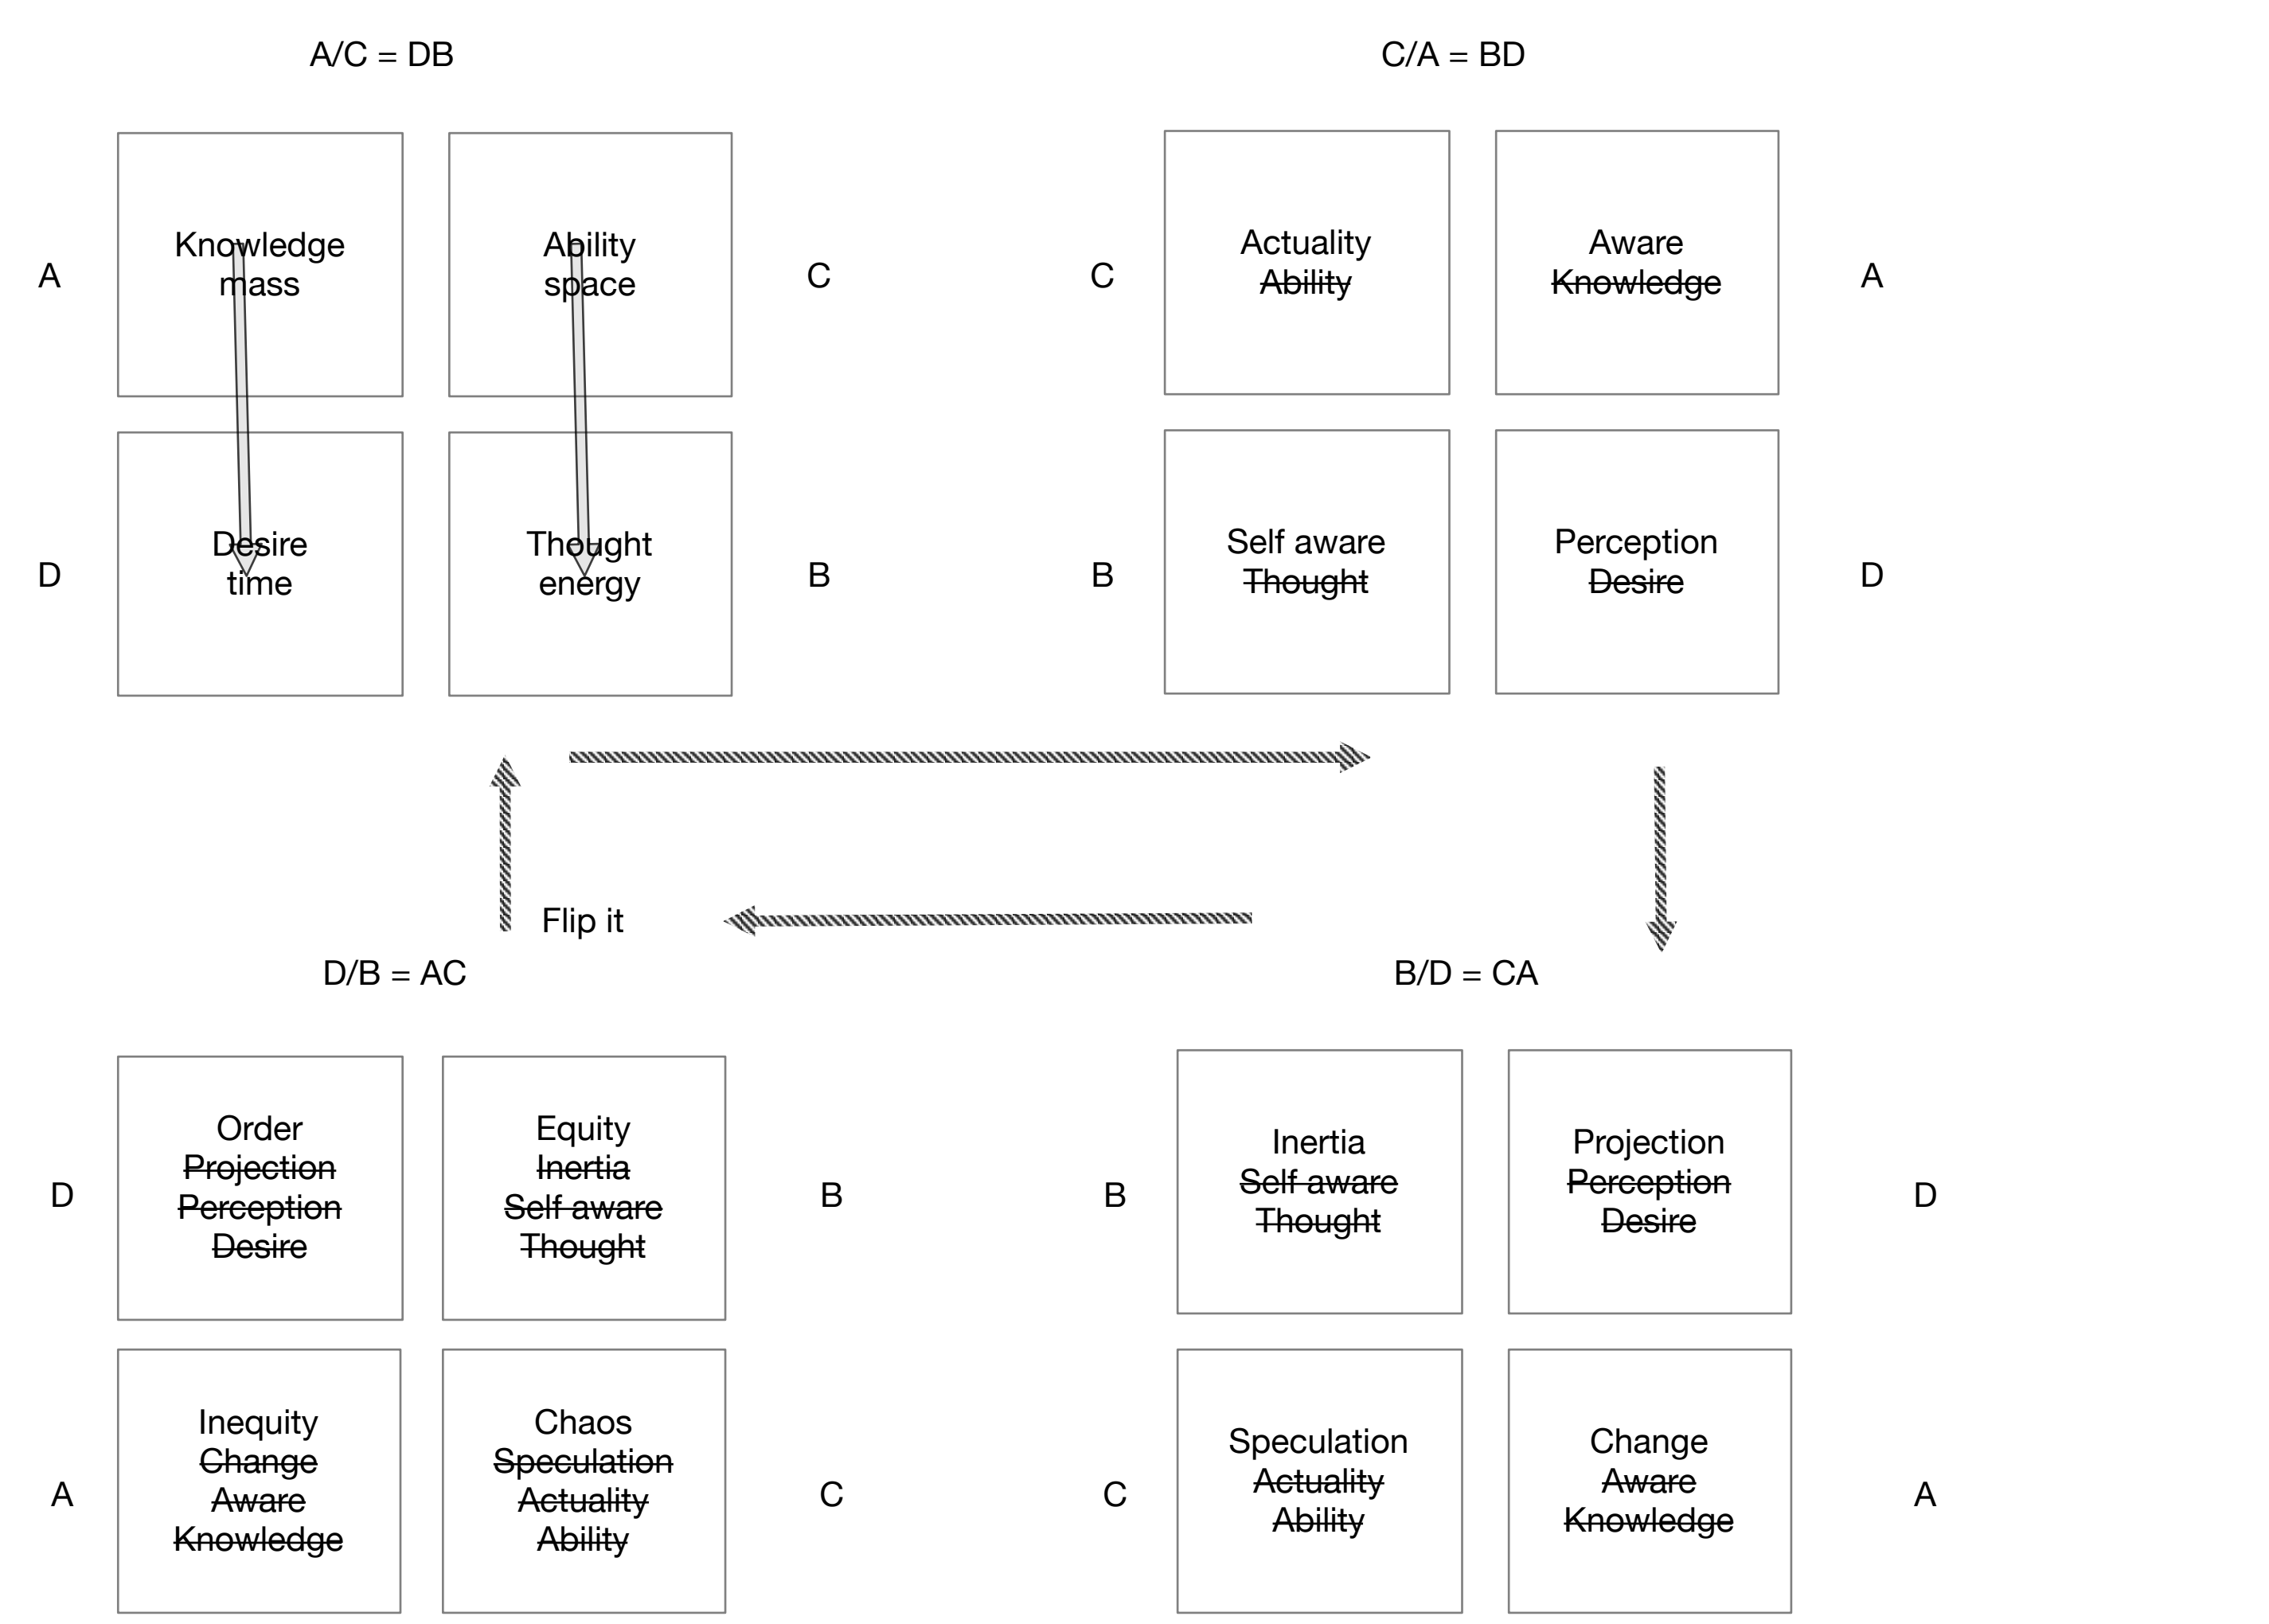 A/C = DB
C/A = BD
A
Knowledge
mass
Ability
space
C
C
Actuality
Ability
Aware
Knowledge
A
D
Desire
time
Thought
energy
B
B
Self aware
Thought
Perception
Desire
D
Flip it
D/B = AC
B/D = CA
D
Order
Projection
Perception
Desire
Equity
Inertia
Self aware
Thought
B
B
Inertia
Self aware
Thought
Projection
Perception
Desire
D
A
Inequity
Change
Aware
Knowledge
Chaos
Speculation
Actuality
Ability
C
C
Speculation
Actuality
Ability
Change
Aware
Knowledge
A